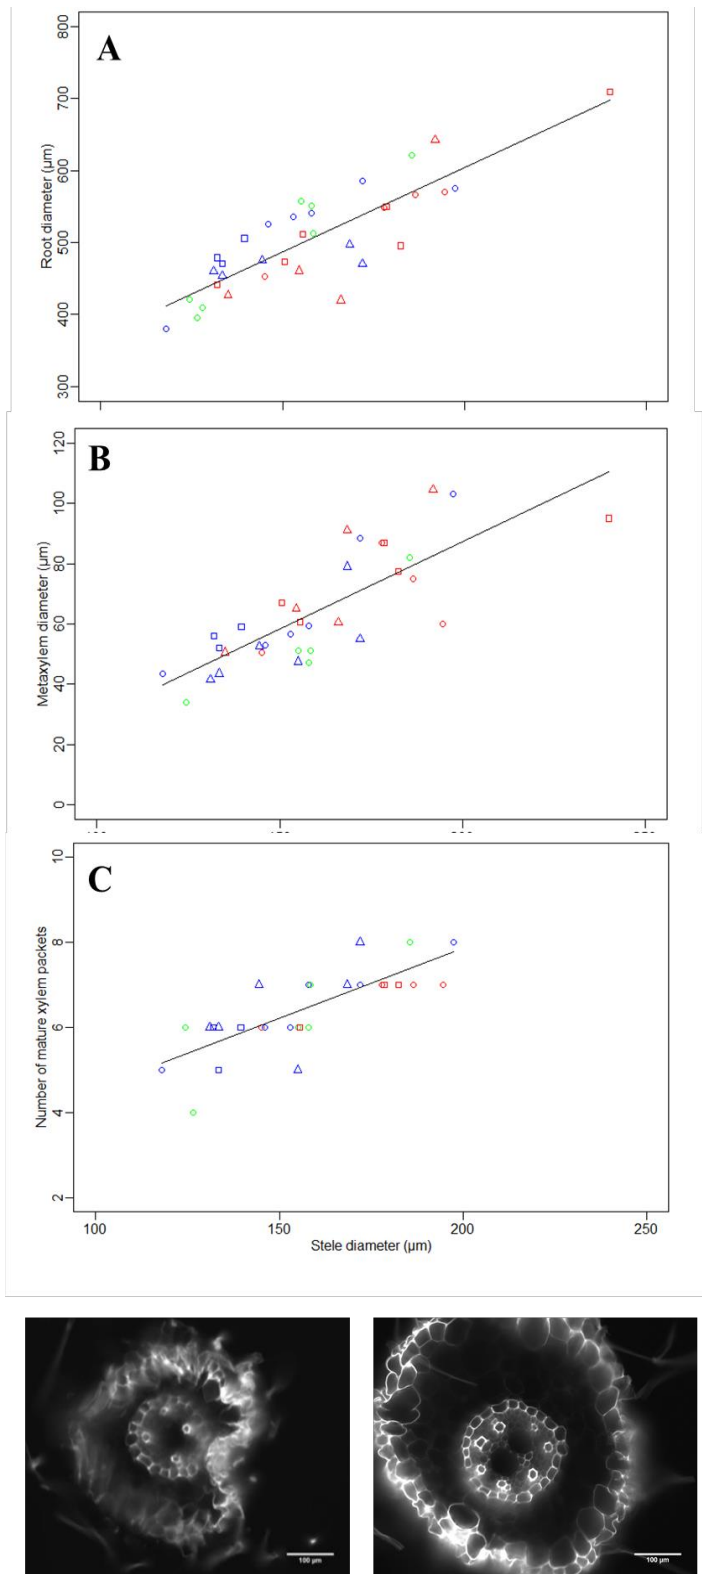 A
Root diameter (µm)
800
700
600
500
400
300
B
Metaxylem diameter (µm)
120
100
80
60
40
20
0
C
Number of mature xylem packets
10
8
6
4
2
100 150 200 250
Stele diameter (µm)
100 µm
100 µm